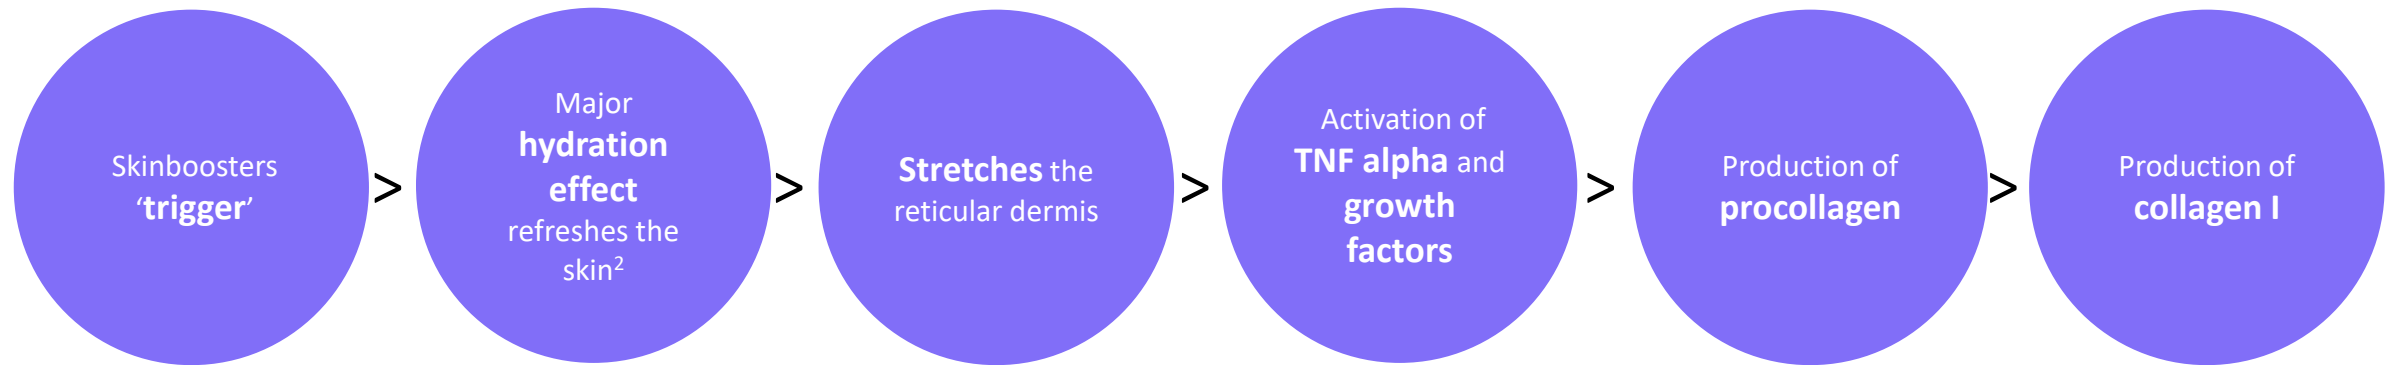 Skinboosters
‘trigger’
>
Major
hydration
effect
refreshes the
skin²
>
Stretches the
reticular dermis
>
Activation of
TNF alpha and
growth
factors
>
Production of
procollagen
>
Production of
collagen I